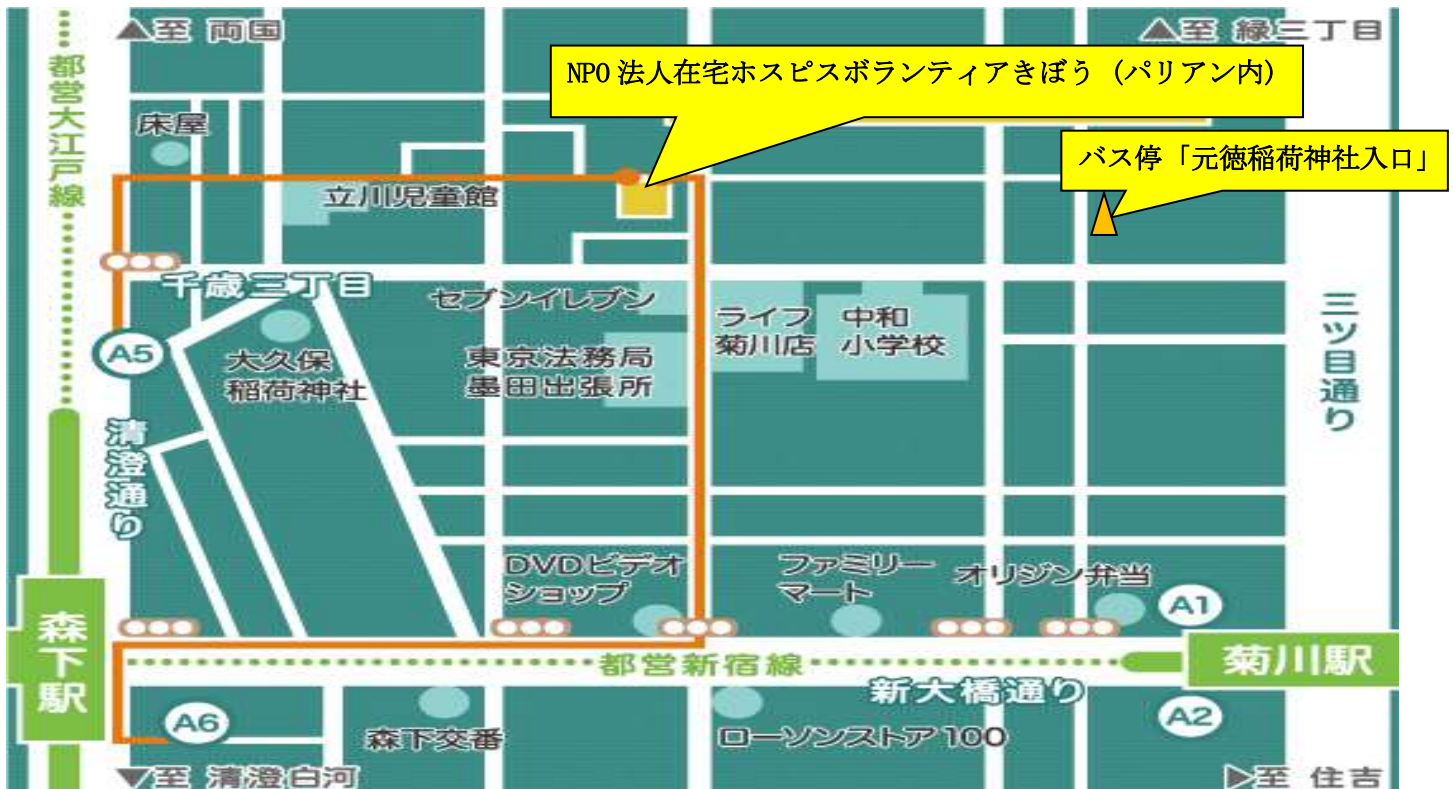 ▲至 両国
▲至 緑三丁目
NPO 法人在宅ホスピスボランティアきぼう（パリアン内）
都営大江戸線
床屋
バス停「元徳稲荷神社入口」
立川児童館
千歳三丁目
セブンイレブン
ライフ
菊川店
中和
小学校
三ツ目通り
A5
大久保
稲荷神社
東京法務局
墨田出張所
清澄通り
DVDビデオ
ショップ
ファミリー
マート
オリジン弁当
A1
森下駅
都営新宿線
菊川駅
新大橋通り
A6
森下交番
ローソンストア100
A2
▼至 清澄白河
▶至 住吉